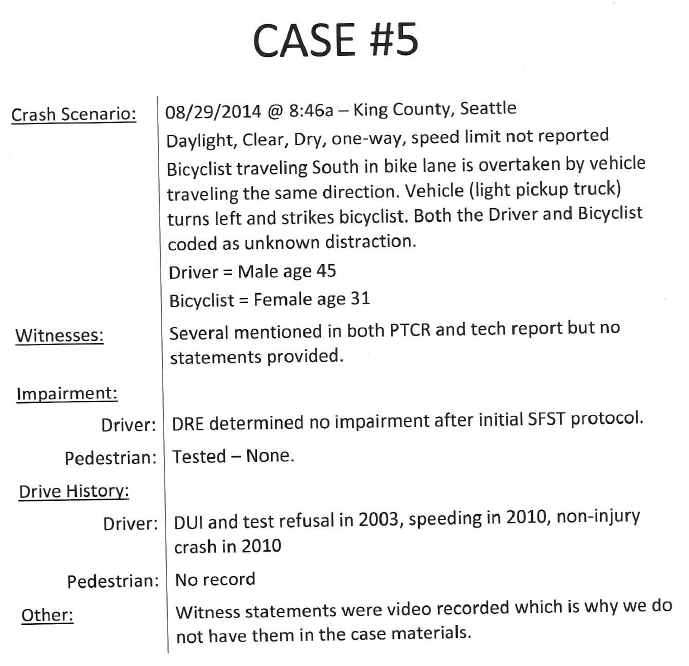 CASE #5
Crash Scenario:
08/29/2014 @ 8:46a – King County, Seattle
Daylight, Clear, Dry, one-way, speed limit not reported
Bicyclist traveling South in bike lane is overtaken by vehicle
traveling the same direction. Vehicle (light pickup truck)
turns left and strikes bicyclist. Both the Driver and Bicyclist
coded as unknown distraction.
Driver = Male age 45
Bicyclist = Female age 31
Witnesses:
Several mentioned in both PTCR and tech report but no
statements provided.
Impairment:
Driver: DRE determined no impairment after initial SFST protocol.
Pedestrian: Tested – None.
Drive History:
Driver: DUI and test refusal in 2003, speeding in 2010, non-injury
crash in 2010
Pedestrian: No record
Other:
Witness statements were video recorded which is why we do
not have them in the case materials.